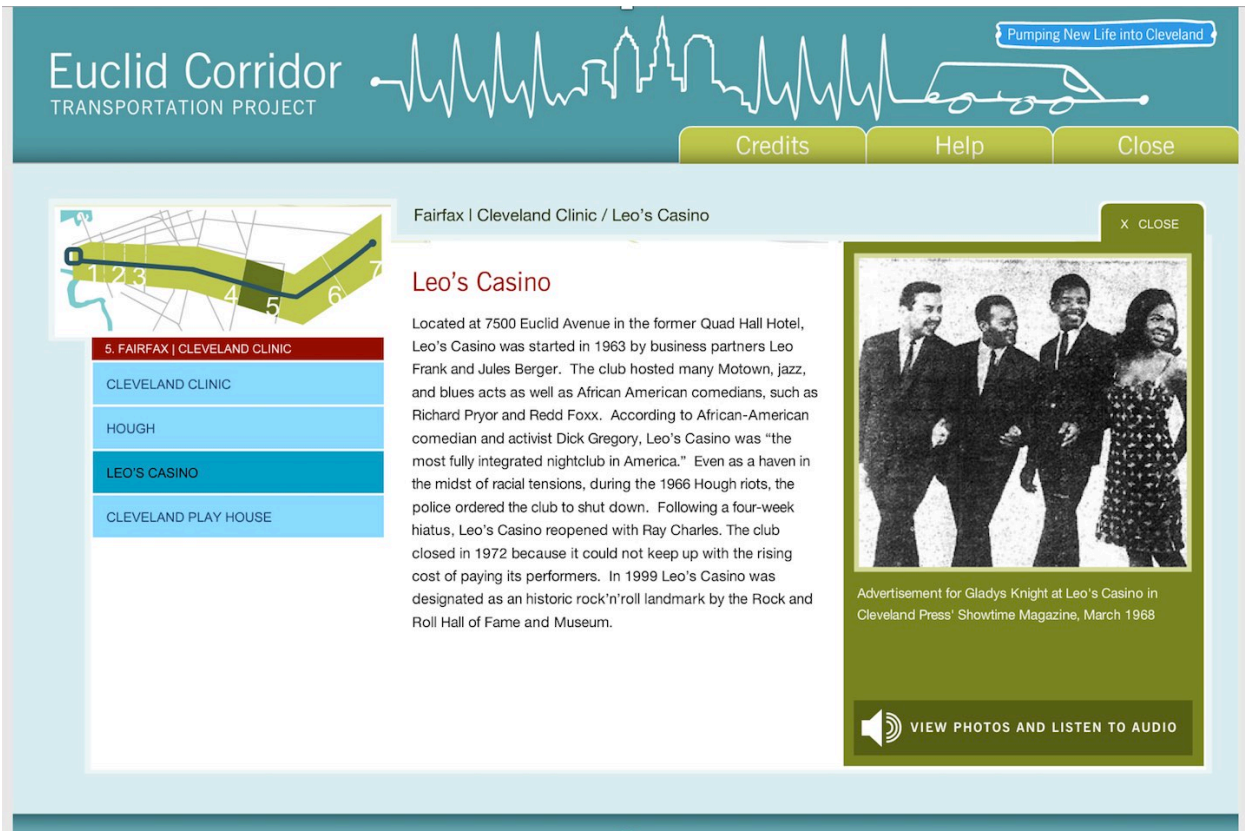 Pumping New Life into Cleveland
Euclid Corridor
TRANSPORTATION PROJECT
Credits
Help
Close
Fairfax | Cleveland Clinic / Leo's Casino
X CLOSE
1 2 3 4 5 6 7
5. FAIRFAX | CLEVELAND CLINIC
CLEVELAND CLINIC
HOUGH
LEO'S CASINO
CLEVELAND PLAY HOUSE
Leo's Casino
Located at 7500 Euclid Avenue in the former Quad Hall Hotel,
Leo's Casino was started in 1963 by business partners Leo
Frank and Jules Berger. The club hosted many Motown, jazz,
and blues acts as well as African American comedians, such as
Richard Pryor and Redd Foxx. According to African-American
comedian and activist Dick Gregory, Leo's Casino was “the
most fully integrated nightclub in America.” Even as a haven in
the midst of racial tensions, during the 1966 Hough riots, the
police ordered the club to shut down. Following a four-week
hiatus, Leo's Casino reopened with Ray Charles. The club
closed in 1972 because it could not keep up with the rising
cost of paying its performers. In 1999 Leo's Casino was
designated as an historic rock'n'roll landmark by the Rock and
Roll Hall of Fame and Museum.
Advertisement for Gladys Knight at Leo's Casino in
Cleveland Press' Showtime Magazine, March 1968
VIEW PHOTOS AND LISTEN TO AUDIO